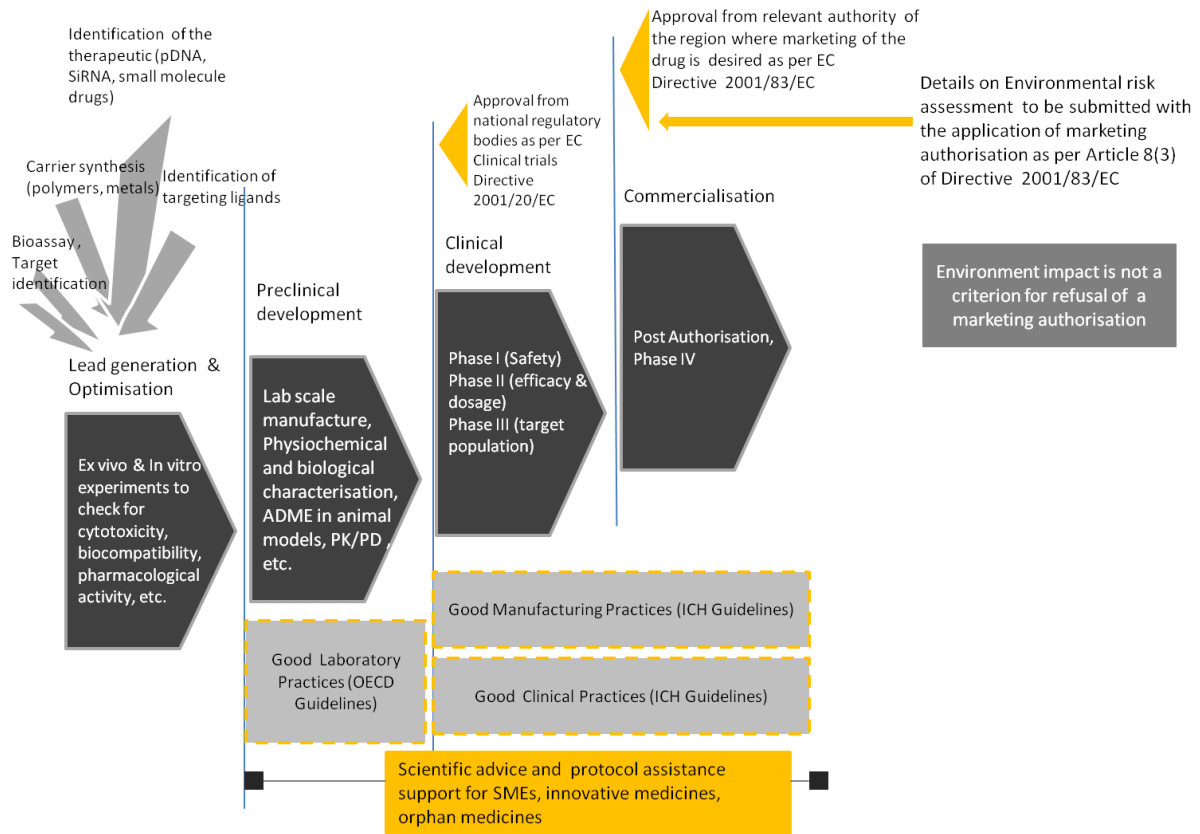 Identification of the
therapeutic (pDNA,
SiRNA, small molecule
drugs)
Carrier synthesis
(polymers, metals)
Identification of
targeting ligands
Bioassay ,
Target
identification
Lead generation &
Optimisation
Ex vivo & In vitro
experiments to
check for
cytotoxicity,
biocompatibility,
pharmacological
activity, etc.
Preclinical
development
Lab scale
manufacture,
Physiochemical
and biological
characterisation,
ADME in animal
models, PK/PD ,
etc.
Good Laboratory
Practices (OECD
Guidelines)
Approval from
national regulatory
bodies as per EC
Clinical trials
Directive
2001/20/EC
Clinical
development
Phase I (Safety)
Phase II (efficacy &
dosage)
Phase III (target
population)
Approval from relevant authority of
the region where marketing of the
drug is desired as per EC
Directive 2001/83/EC
Commercialisation
Post Authorisation,
Phase IV
Details on Environmental risk
assessment to be submitted with
the application of marketing
authorisation as per Article 8(3)
of Directive 2001/83/EC
Environment impact is not a
criterion for refusal of a
marketing authorisation
Good Manufacturing Practices (ICH Guidelines)
Good Clinical Practices (ICH Guidelines)
Scientific advice and protocol assistance
support for SMEs, innovative medicines,
orphan medicines